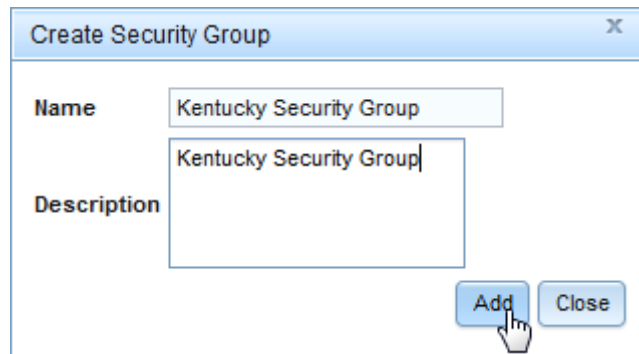 Create Security Group
x
Name Kentucky Security Group
Kentucky Security Group
Description
Add Close